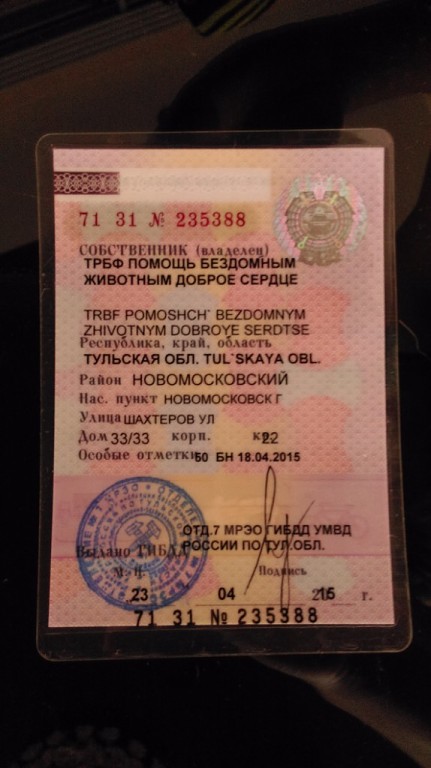 71 31 № 235388
СОБСТВЕННИК (владелец)
ТРБФ ПОМОЩЬ БЕЗДОМНЫМ
ЖИВОТНЫМ ДОБРОЕ СЕРДЦЕ
TRBF POMOSHCH` BEZDOMNYM
ZHIVOTNYM DOBROYE SERDTSE
Республика, край, область
ТУЛЬСКАЯ ОБЛ. TUL`SKAYA OBL.
Район НОВОМОСКОВСКИЙ
Нас. пункт НОВОМОСКОВСК Г
Улица ШАХТЕРОВ УЛ
Дом 33/33 корп. кв. 22
Особые отметки 50 БН 18.04.2015
ОТД.7 МРЭО ГИБДД УМВД
Выдано ГИБДД РОССИИ ПО ТУЛ.ОБЛ.
М.П. Подпись
23 04 2015 г.
71 31 № 235388